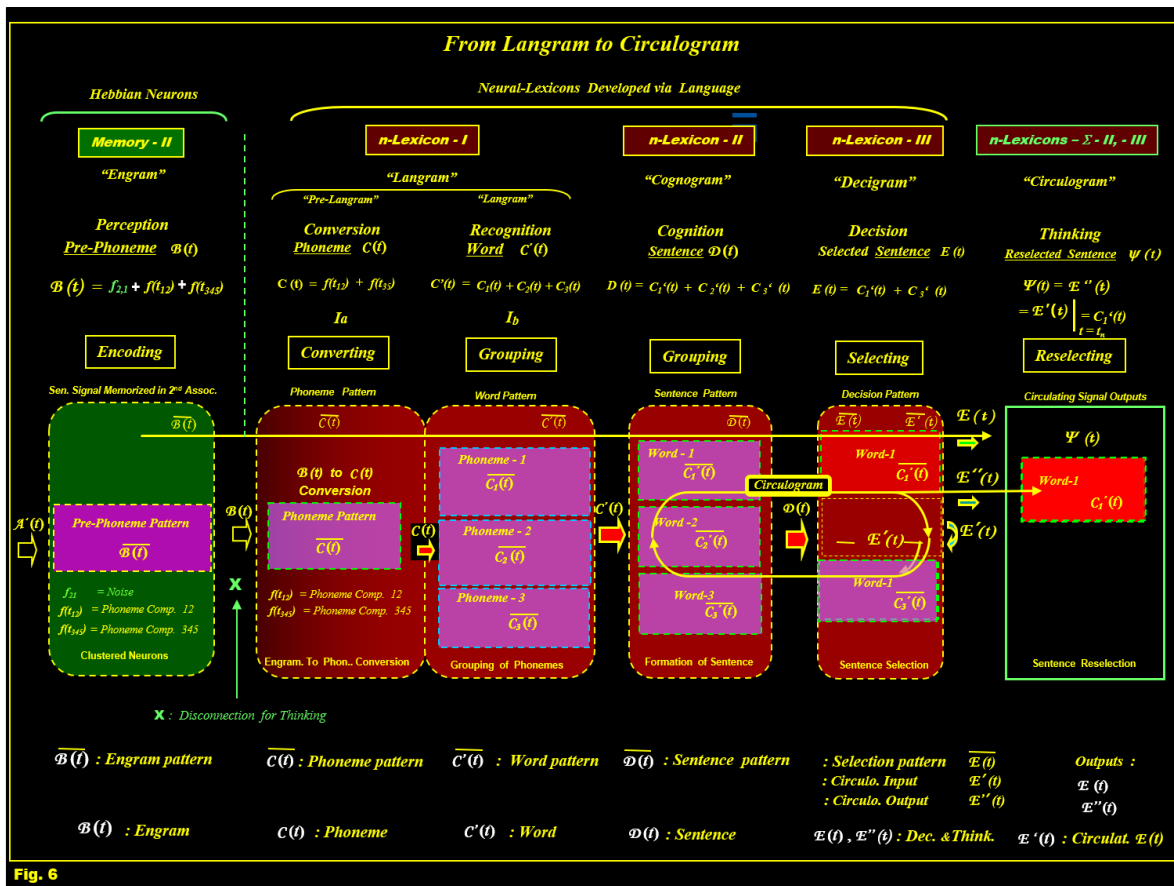 From Langram to Circulogram
Hebbian Neurons
Neural-Lexicons Developed via Language
Memory - II
n-Lexicon - I
n-Lexicon - II
n-Lexicon - III
n-Lexicons – Σ - II, - III
“Engram”
“Langram”
“Cognogram”
“Decigram”
“Circulogram”
“Pre-Langram”
“Langram”
Perception
Pre-Phoneme B(t)
Conversion
Phoneme C(t)
Recognition
Word C'(t)
Cognition
Sentence D(t)
Decision
Selected Sentence E(t)
Thinking
Reselected Sentence Ψ(t)
B(t) = f2,1 + f(t12) + f(t345)
C(t) = f(t12) + f(t35)
C'(t) = C1(t) + C2(t) + C3(t)
D(t) = C1‘(t) + C2‘(t) + C3‘(t)
E(t) = C1‘(t) + C3‘(t)
Ψ(t) = E‘'(t)
= E'(t) | = C1‘(t)
t = tn
Ia
Ib
Encoding
Converting
Grouping
Grouping
Selecting
Reselecting
Sen. Signal Memorized in 2nd Assoc.
Phoneme Pattern
Word Pattern
Sentence Pattern
Decision Pattern
Circulating Signal Outputs
B(t)
C(t)
C'(t)
D(t)
E(t)
E‘(t)
E(t)
Ψ(t)
B(t) to C(t)
Conversion
Phoneme - 1
C1(t)
Word - 1
C1‘(t)
Word-1
C1‘(t)
E''(t)
Word-1
C1‘(t)
Circulogram
A‘(t)
Pre-Phoneme Pattern
B(t)
B(t)
Phoneme Pattern
C(t)
C(t)
Phoneme - 2
C2(t)
C'(t)
Word -2
C2‘(t)
D(t)
E'(t)
E'(t)
f21 = Noise
f(t12) = Phoneme Comp. 12
f(t345) = Phoneme Comp. 345
X
f(t12) = Phoneme Comp. 12
f(t345) = Phoneme Comp. 345
Phoneme - 3
C3(t)
Word-3
C3‘(t)
Word-1
C3‘(t)
Clustered Neurons
Engram. To Phon.. Conversion
Grouping of Phonemes
Formation of Sentence
Sentence Selection
Sentence Reselection
X : Disconnection for Thinking
B(t) : Engram pattern
C(t) : Phoneme pattern
C'(t) : Word pattern
D(t) : Sentence pattern
: Selection pattern E(t)
: Circulo. Input E'(t)
: Circulo. Output E''(t)
Outputs :
E(t)
E''(t)
B(t) : Engram
C(t) : Phoneme
C'(t) : Word
D(t) : Sentence
E(t) , E''(t) : Dec. &Think.
E‘(t) : Circulat. E(t)
Fig. 6